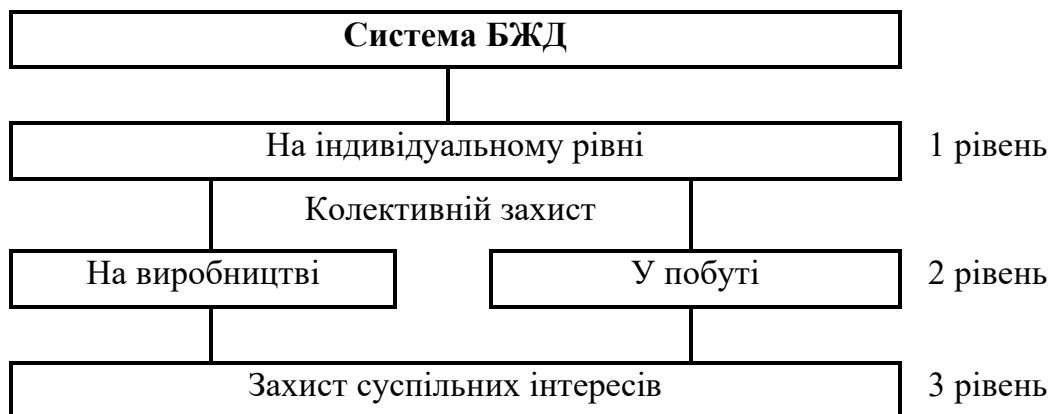 Система БЖД
На індивідуальному рівні 1 рівень
Колективній захист
На виробництві У побуті 2 рівень
Захист суспільних інтересів 3 рівень